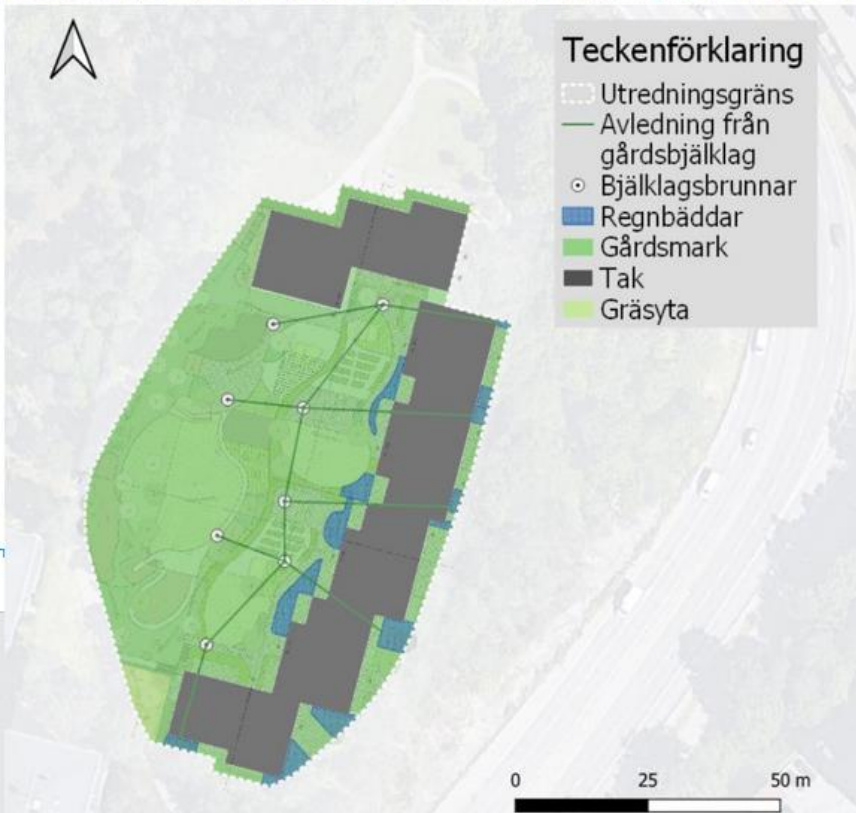 Teckenförklaring
Utredningsgräns
Avledning från
gårdsbjälklag
Bjälklagsbrunnar
Regnbäddar
Gårdsmark
Tak
Gräsyta
0 25 50 m